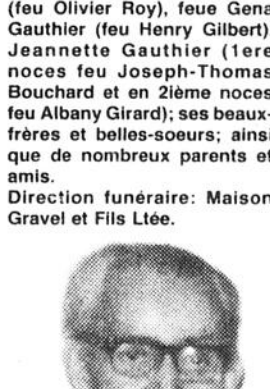 (feu Olivier Roy), feue Gena
Gauthier (feu Henry Gilbert)
Jeannette Gauthier (1ere
noces feu Joseph-Thomas
Bouchard et en 2ième noces
feu Albany Girard); ses beaux-
frères et belles-soeurs; ainsi
que de nombreux parents et
amis.
Direction funéraire: Maison
Gravel et Fils Ltée.